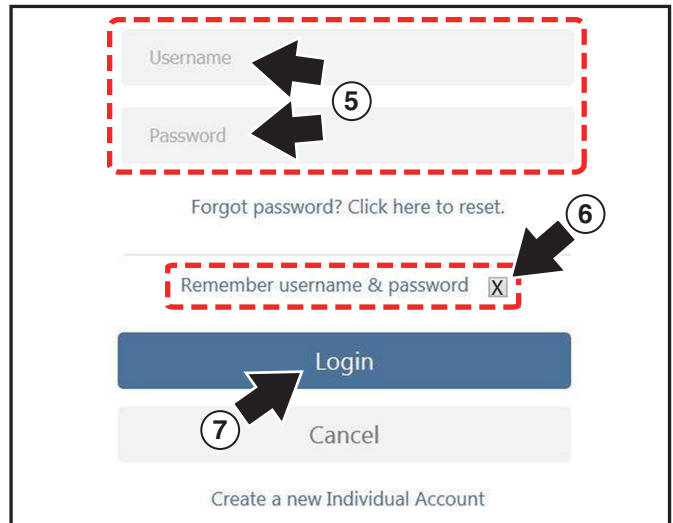 Username
5
Password
Forgot password? Click here to reset.
6
Remember username & password X
Login
7
Cancel
Create a new Individual Account